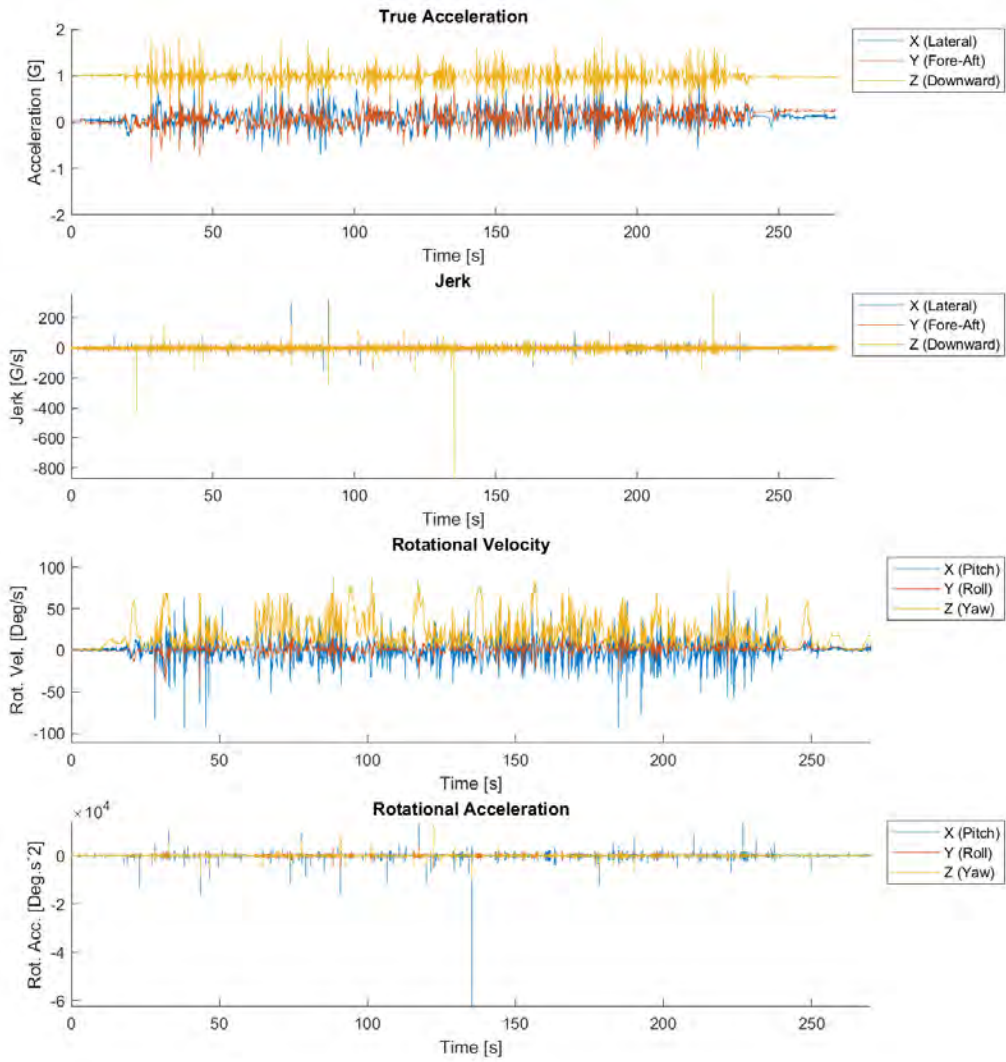 True Acceleration
2
1
0
-1
-2
Acceleration [G]
0 50 100 150 200 250
Time [s]
X (Lateral)
Y (Fore-Aft)
Z (Downward)
Jerk
200
0
-200
-400
-600
-800
Jerk [G/s]
0 50 100 150 200 250
Time [s]
X (Lateral)
Y (Fore-Aft)
Z (Downward)
Rotational Velocity
100
50
0
-50
-100
Rot. Vel. [Deg/s]
0 50 100 150 200 250
Time [s]
X (Pitch)
Y (Roll)
Z (Yaw)
Rotational Acceleration
×10^4
0
-2
-4
-6
Rot. Acc. [Deg.s^2]
0 50 100 150 200 250
Time [s]
X (Pitch)
Y (Roll)
Z (Yaw)